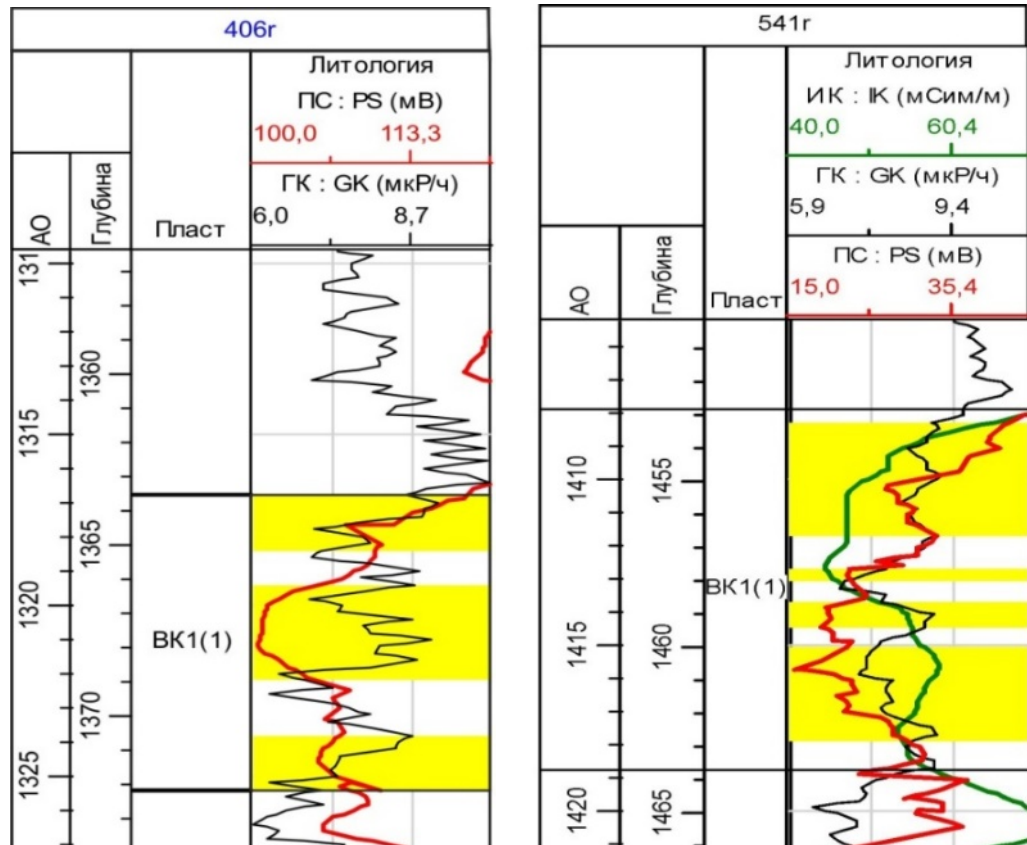 406r
Литология
ПС : PS (мВ)
100,0 113,3
ГК : GK (мкР/ч)
6,0 8,7
АО
Глубина
Пласт
131
1315
1320
1325
1360
1365
1370
ВК1(1)
541r
Литология
ИК : IK (мСим/м)
40,0 60,4
ГК : GK (мкР/ч)
5,9 9,4
ПС : PS (мВ)
15,0 35,4
АО
Глубина
Пласт
1410
1415
1420
1455
1460
1465
ВК1(1)